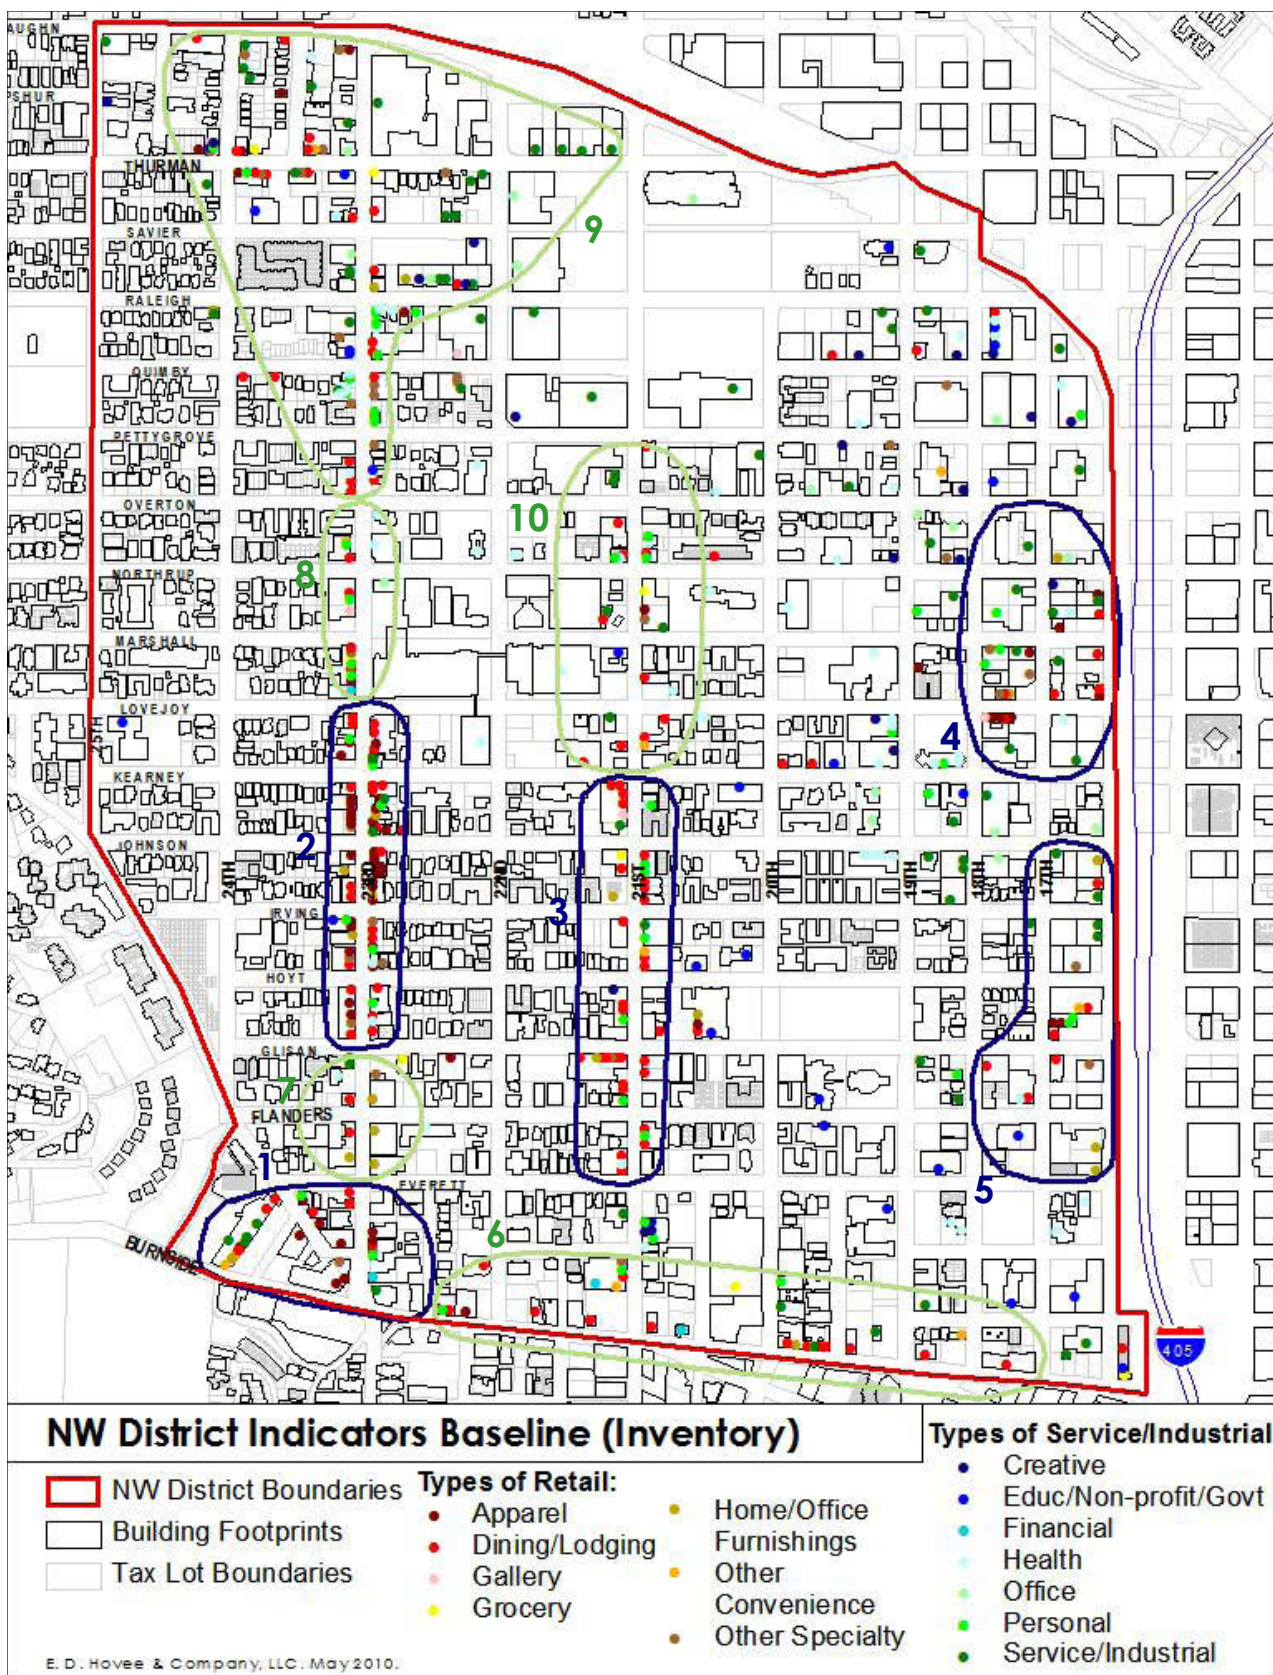 AUGHN
PSHUR
THURMAN
SAVIER
9
RALEIGH
QUIMBY
PETTYGROVE
OVERTON
10
8
NORTHRUP
MARSHALL
LOVEJOY
25TH
4
KEARNEY
2
JOHNSON
24TH
23RD
22ND
21ST
20TH
19TH
18TH
17TH
3
IRVING
HOYT
GLISAN
7
FLANDERS
1
EVERETT
5
6
BURNSIDE
405
NW District Indicators Baseline (Inventory)
NW District Boundaries
Building Footprints
Tax Lot Boundaries
E. D. Hovee & Company, LLC. May 2010.
Types of Retail:
Apparel
Dining/Lodging
Gallery
Grocery
Home/Office
Furnishings
Other
Convenience
Other Specialty
Types of Service/Industrial
Creative
Educ/Non-profit/Govt
Financial
Health
Office
Personal
Service/Industrial